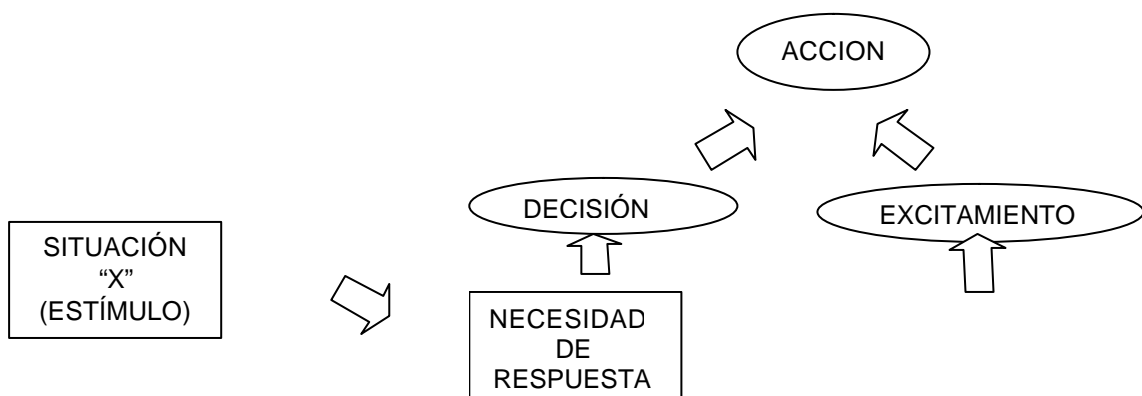 ACCION
DECISIÓN
EXCITAMIENTO
SITUACIÓN
“X”
(ESTÍMULO)
NECESIDAD
DE
RESPUESTA